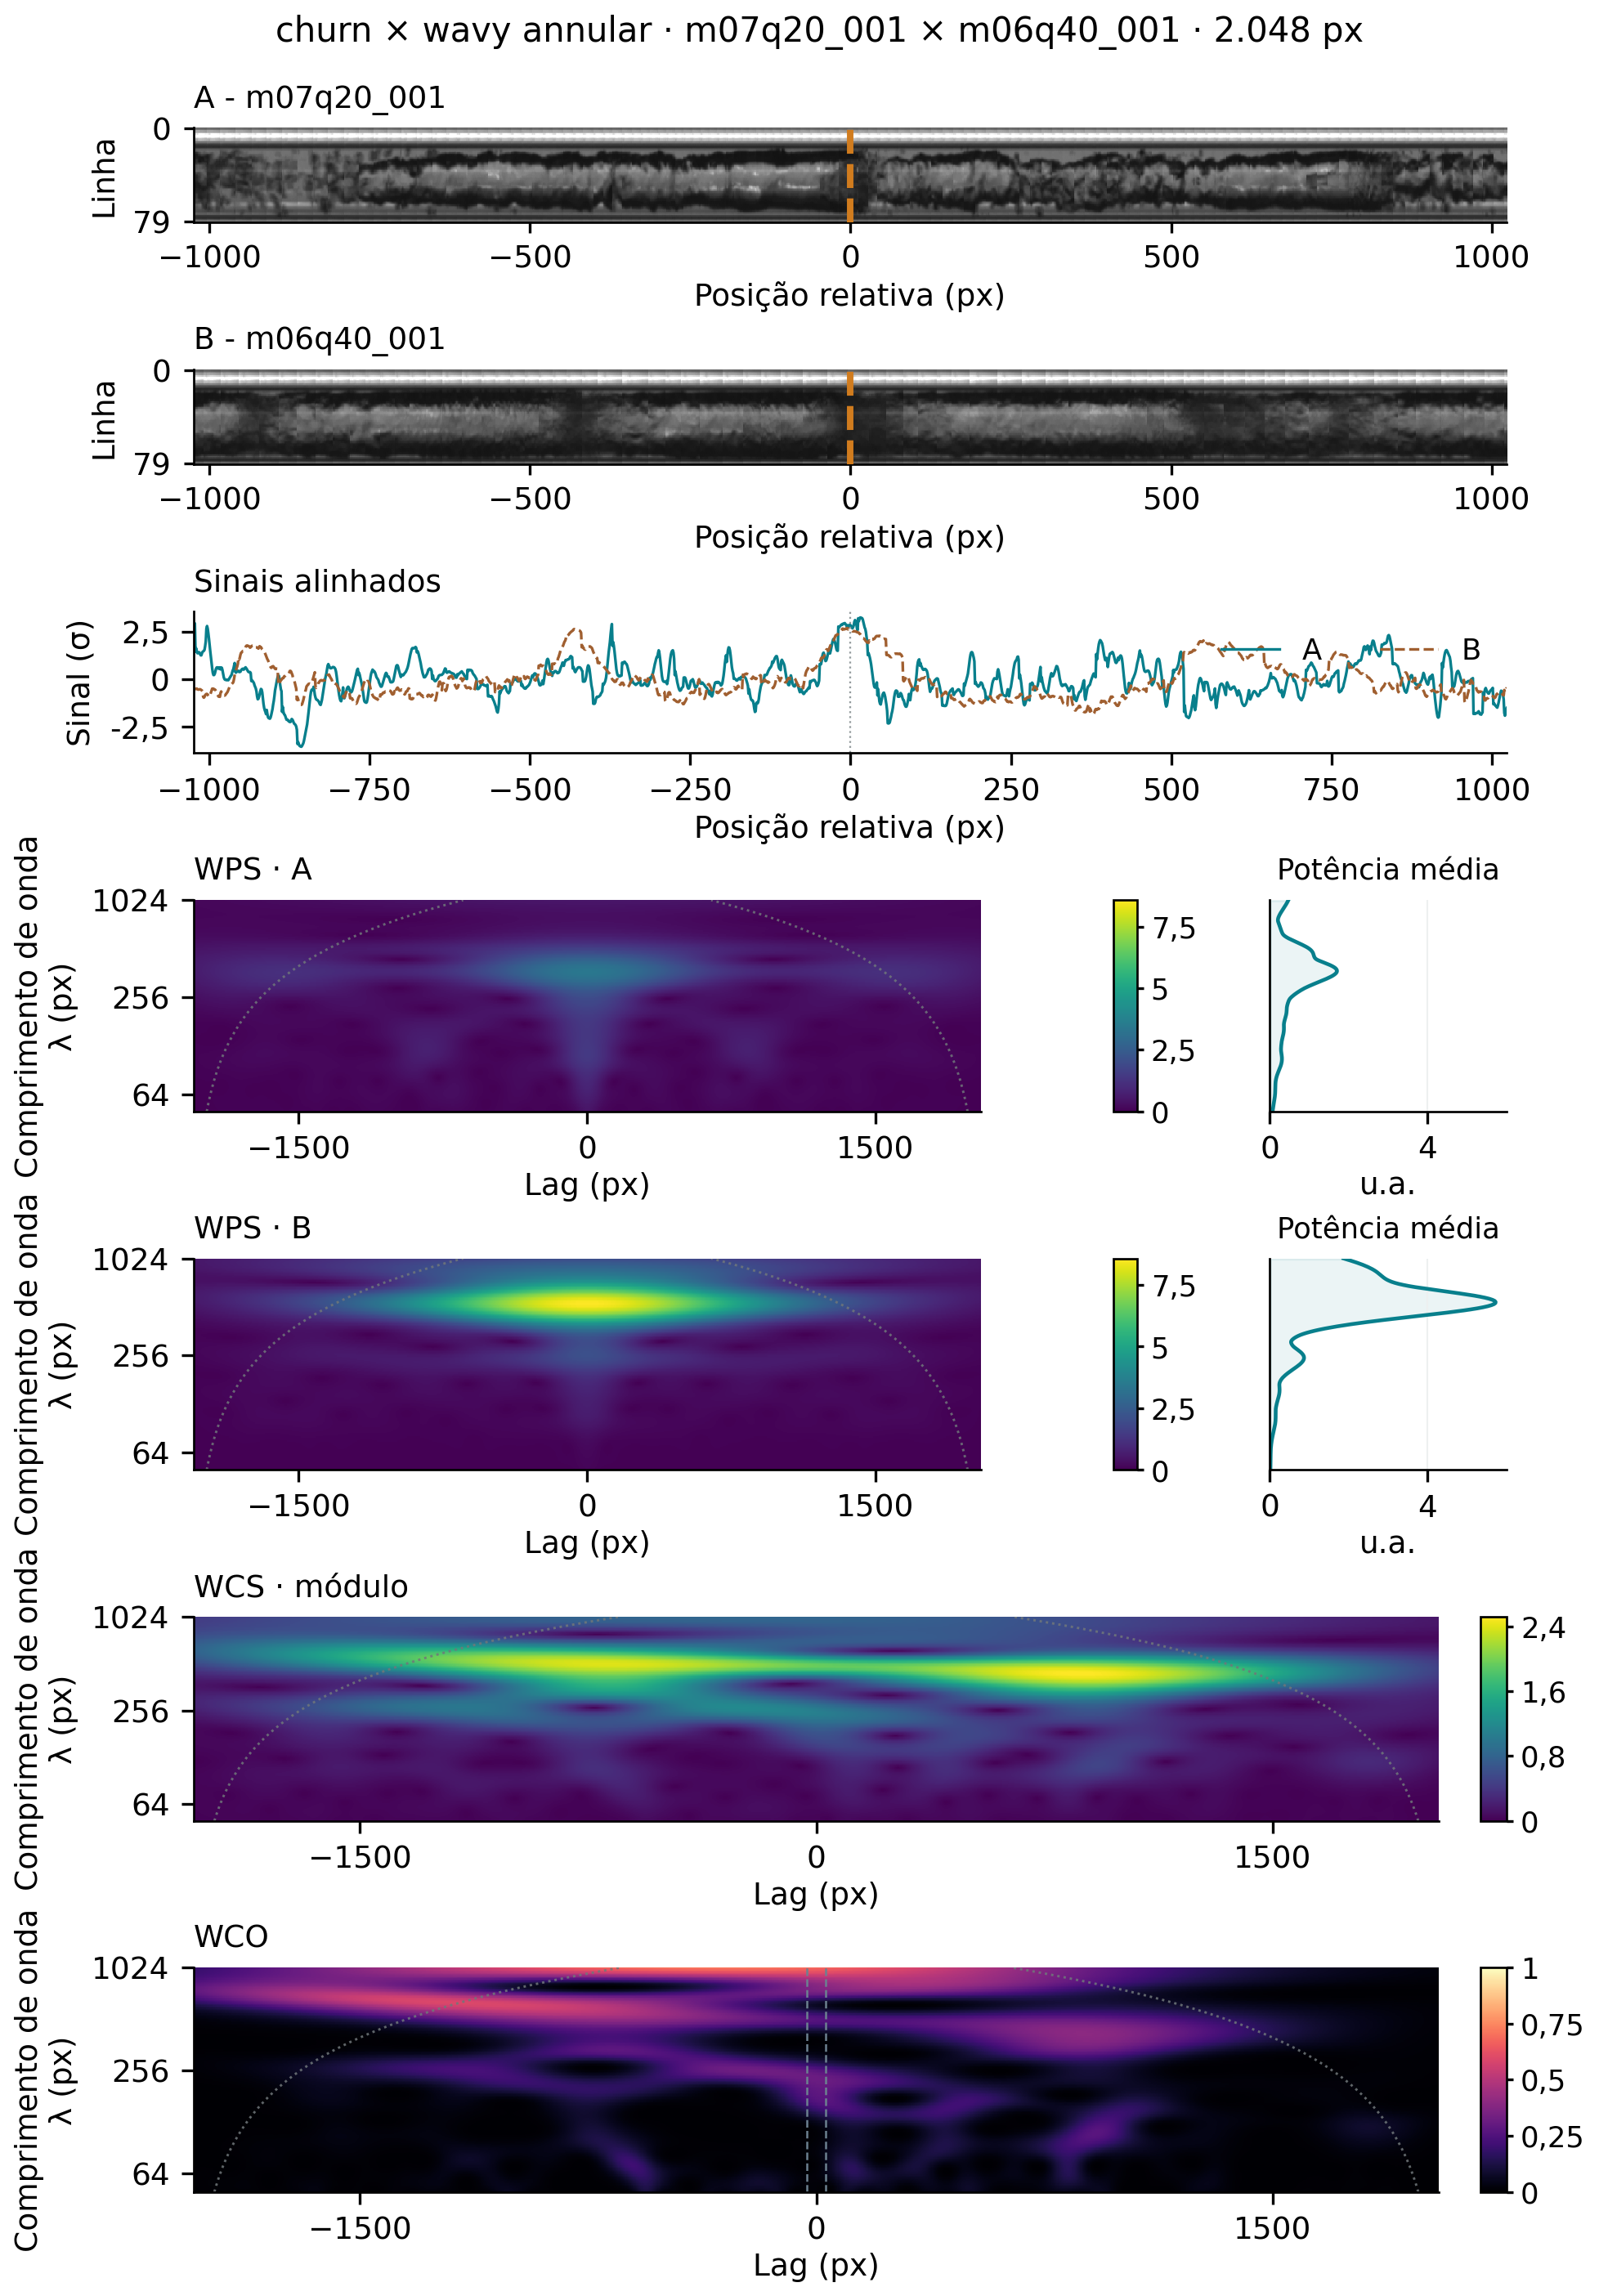 churn × wavy annular · m07q20_001 × m06q40_001 · 2.048 px
A - m07q20_001
Linha
0
79
−1000 −500 0 500 1000
Posição relativa (px)
B - m06q40_001
Linha
0
79
−1000 −500 0 500 1000
Posição relativa (px)
Sinais alinhados
Sinal (σ)
2,5
0
-2,5
A B
−1000 −750 −500 −250 0 250 500 750 1000
Posição relativa (px)
WPS · A
Comprimento de onda
λ (px)
1024
256
64
−1500 0 1500
Lag (px)
7,5
5
2,5
0
Potência média
0 4
u.a.
WPS · B
Comprimento de onda
λ (px)
1024
256
64
−1500 0 1500
Lag (px)
7,5
5
2,5
0
Potência média
0 4
u.a.
WCS · módulo
Comprimento de onda
λ (px)
1024
256
64
−1500 0 1500
Lag (px)
2,4
1,6
0,8
0
WCO
Comprimento de onda
λ (px)
1024
256
64
−1500 0 1500
Lag (px)
1
0,75
0,5
0,25
0